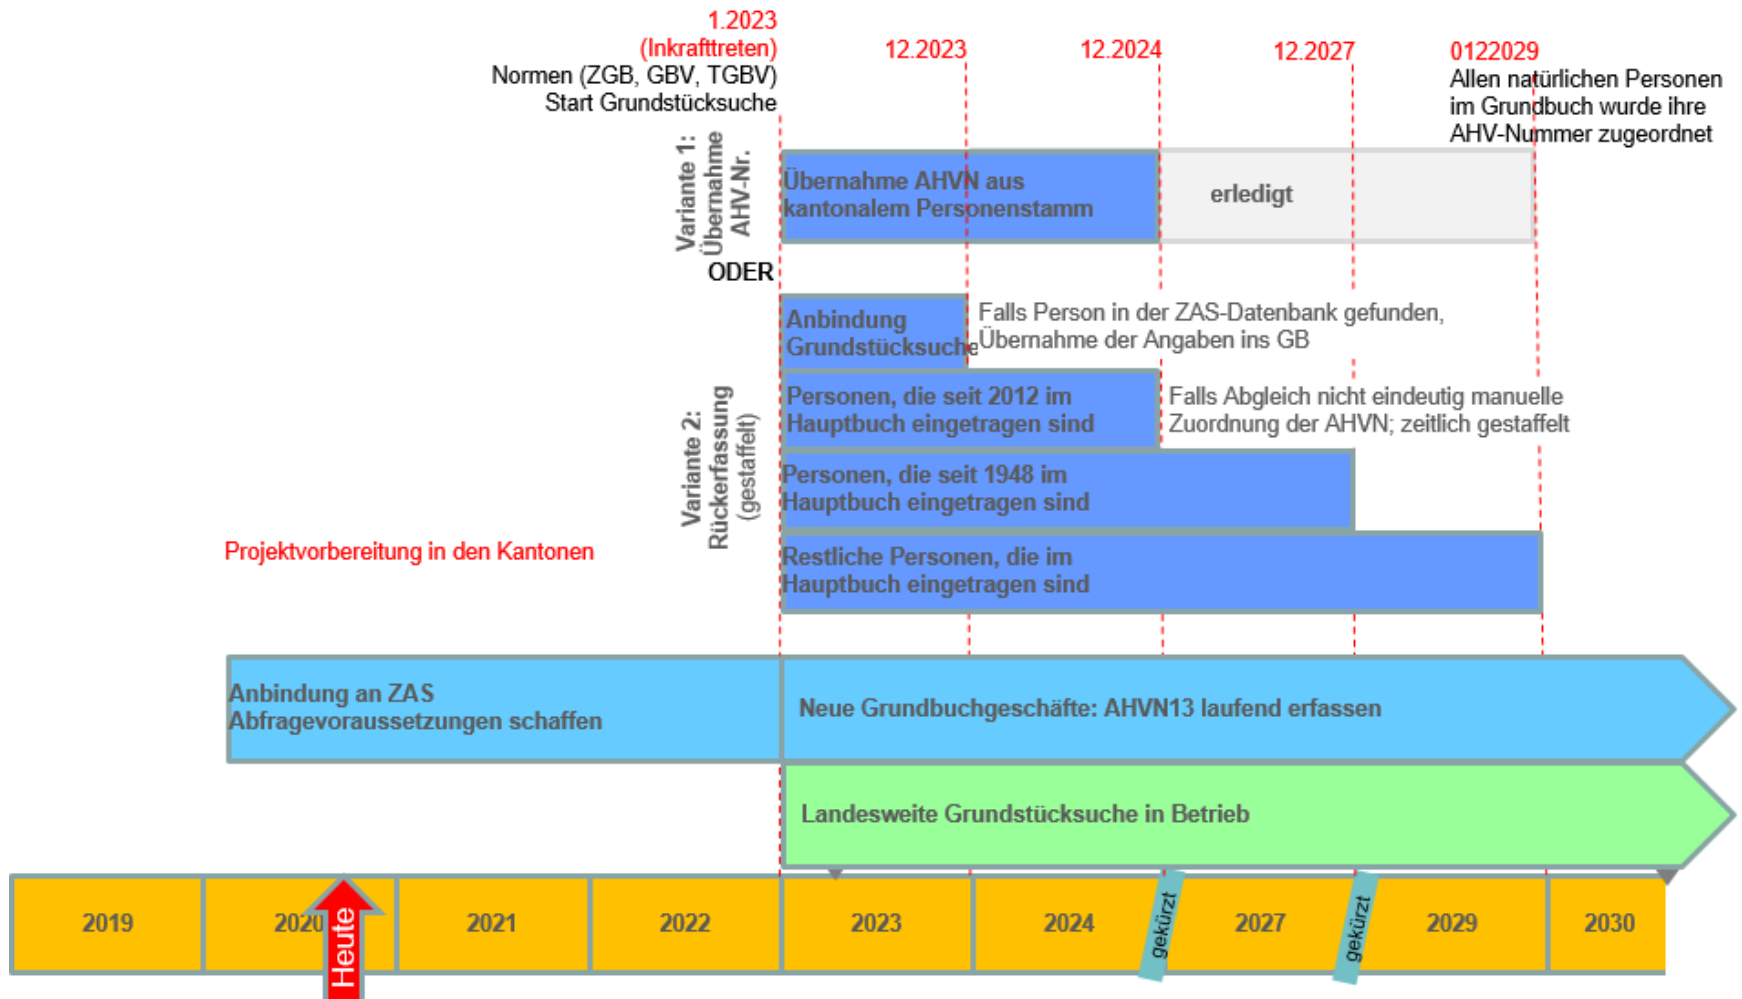 1.2023
(Inkrafttreten)
Normen (ZGB, GBV, TGBV)
Start Grundstücksuche
12.2023
12.2024
12.2027
0122029
Allen natürlichen Personen
im Grundbuch wurde ihre
AHV-Nummer zugeordnet
Variante 1:
Übernahme
AHV-Nr.
Übernahme AHVN aus
kantonalem Personenstamm
erledigt
ODER
Anbindung
Grundstücksuche
Falls Person in der ZAS-Datenbank gefunden,
Übernahme der Angaben ins GB
Variante 2:
Rückerfassung
(gestaffelt)
Personen, die seit 2012 im
Hauptbuch eingetragen sind
Falls Abgleich nicht eindeutig manuelle
Zuordnung der AHVN; zeitlich gestaffelt
Personen, die seit 1948 im
Hauptbuch eingetragen sind
Projektvorbereitung in den Kantonen
Restliche Personen, die im
Hauptbuch eingetragen sind
Anbindung an ZAS
Abfragevoraussetzungen schaffen
Neue Grundbuchgeschäfte: AHVN13 laufend erfassen
Landesweite Grundstücksuche in Betrieb
2019
2020
Heute
2021
2022
2023
2024
gekürzt
2027
gekürzt
2029
2030